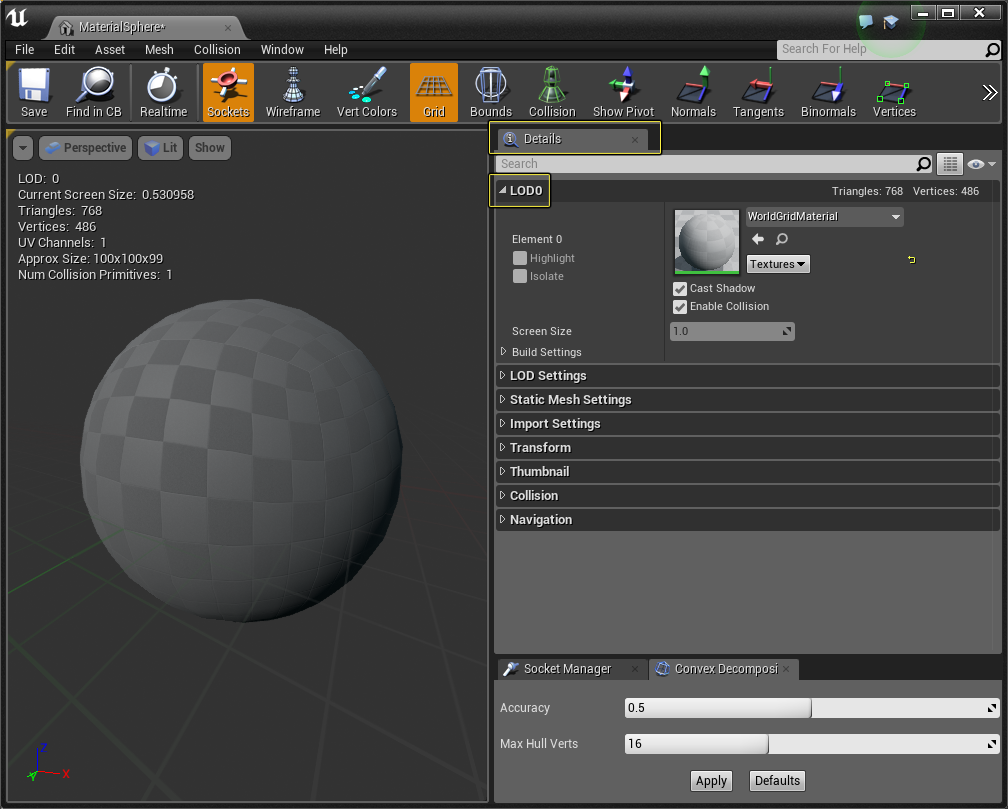 MaterialSphere*
File Edit Asset Mesh Collision Window Help
Search For Help
Save Find in CB Realtime Sockets Wireframe Vert Colors Grid Bounds Collision Show Pivot Normals Tangents Binormals Vertices
Perspective Lit Show
LOD: 0
Current Screen Size: 0.530958
Triangles: 768
Vertices: 486
UV Channels: 1
Approx Size: 100x100x99
Num Collision Primitives: 1
Z
X
Y
Details
Search
LOD0 Triangles: 768 Vertices: 486
WorldGridMaterial
Element 0
Highlight
Isolate
Textures
Cast Shadow
Enable Collision
Screen Size 1.0
Build Settings
LOD Settings
Static Mesh Settings
Import Settings
Transform
Thumbnail
Collision
Navigation
Socket Manager Convex Decomposi
Accuracy 0.5
Max Hull Verts 16
Apply Defaults